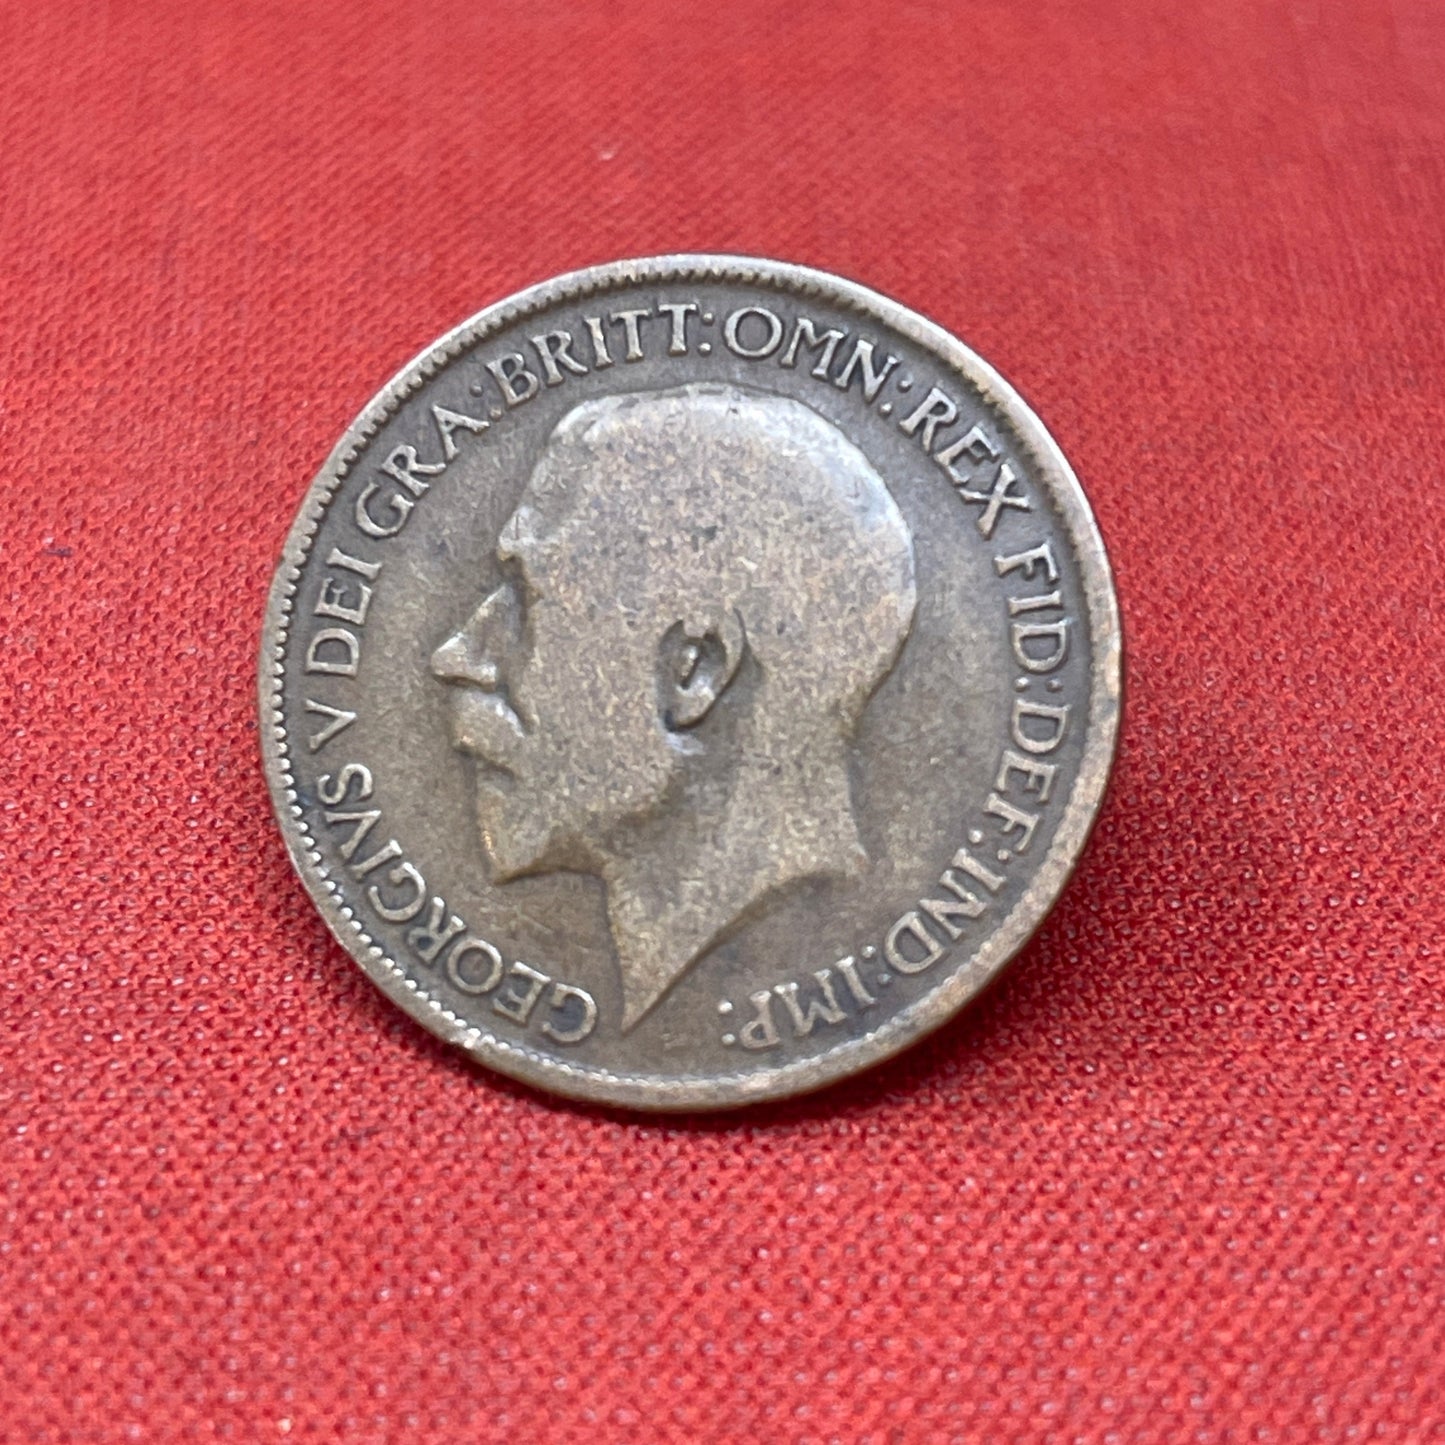 GEORGIVS V DEI GRA: BRITT: OMN: REX FID: DEF: IND: IMP: